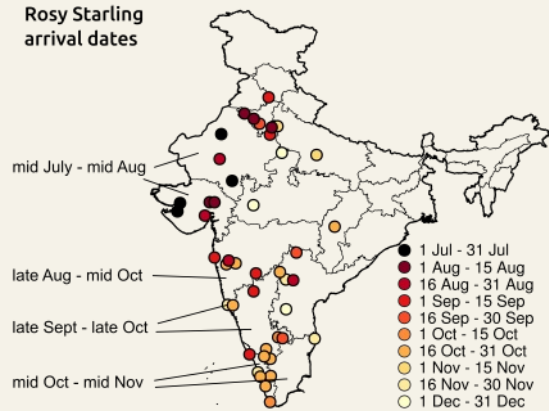 Rosy Starling
arrival dates
mid July - mid Aug
late Aug - mid Oct
late Sept - late Oct
mid Oct - mid Nov
1 Jul - 31 Jul
1 Aug - 15 Aug
16 Aug - 31 Aug
1 Sep - 15 Sep
16 Sep - 30 Sep
1 Oct - 15 Oct
16 Oct - 31 Oct
1 Nov - 15 Nov
16 Nov - 30 Nov
1 Dec - 31 Dec